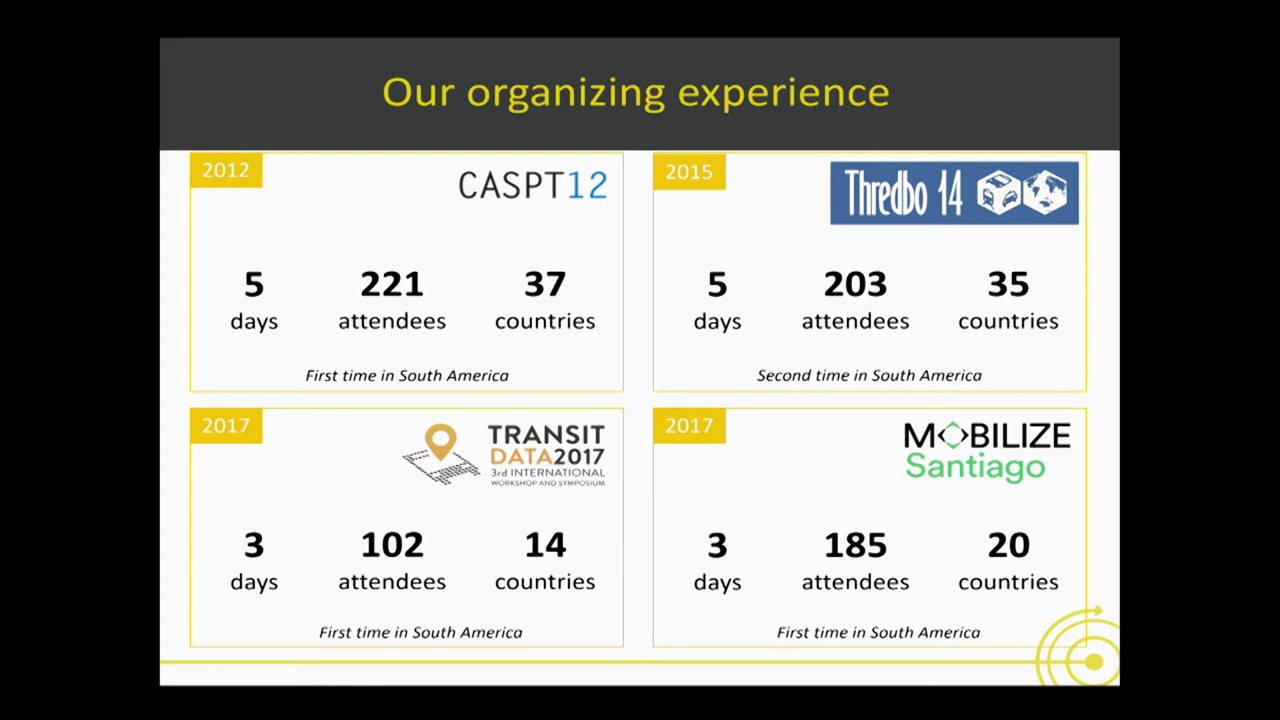 Our organizing experience
2012
CASPT12
5 221 37
days attendees countries
First time in South America
2015
Thredbo 14
5 203 35
days attendees countries
Second time in South America
2017
TRANSIT
DATA2017
3rd INTERNATIONAL
WORKSHOP AND SYMPOSIUM
3 102 14
days attendees countries
First time in South America
2017
MOBILIZE
Santiago
3 185 20
days attendees countries
First time in South America